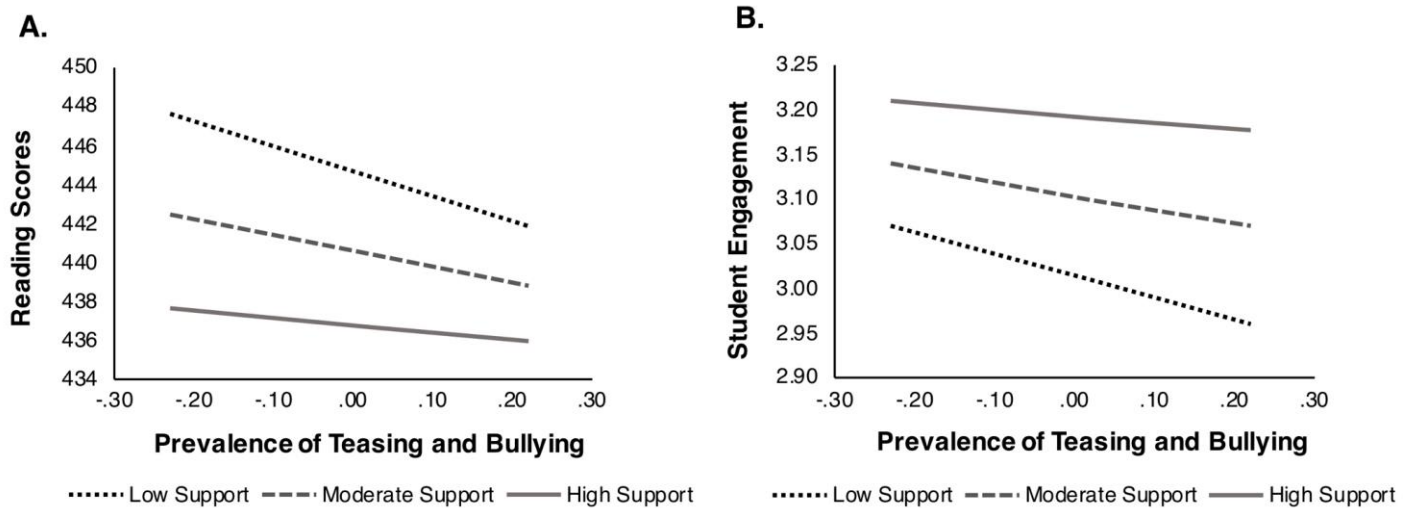 A.
Reading Scores
450
448
446
444
442
440
438
436
434
-.30 -.20 -.10 .00 .10 .20 .30
Prevalence of Teasing and Bullying
Low Support Moderate Support High Support
B.
Student Engagement
3.25
3.20
3.15
3.10
3.05
3.00
2.95
2.90
-.30 -.20 -.10 .00 .10 .20 .30
Prevalence of Teasing and Bullying
Low Support Moderate Support High Support